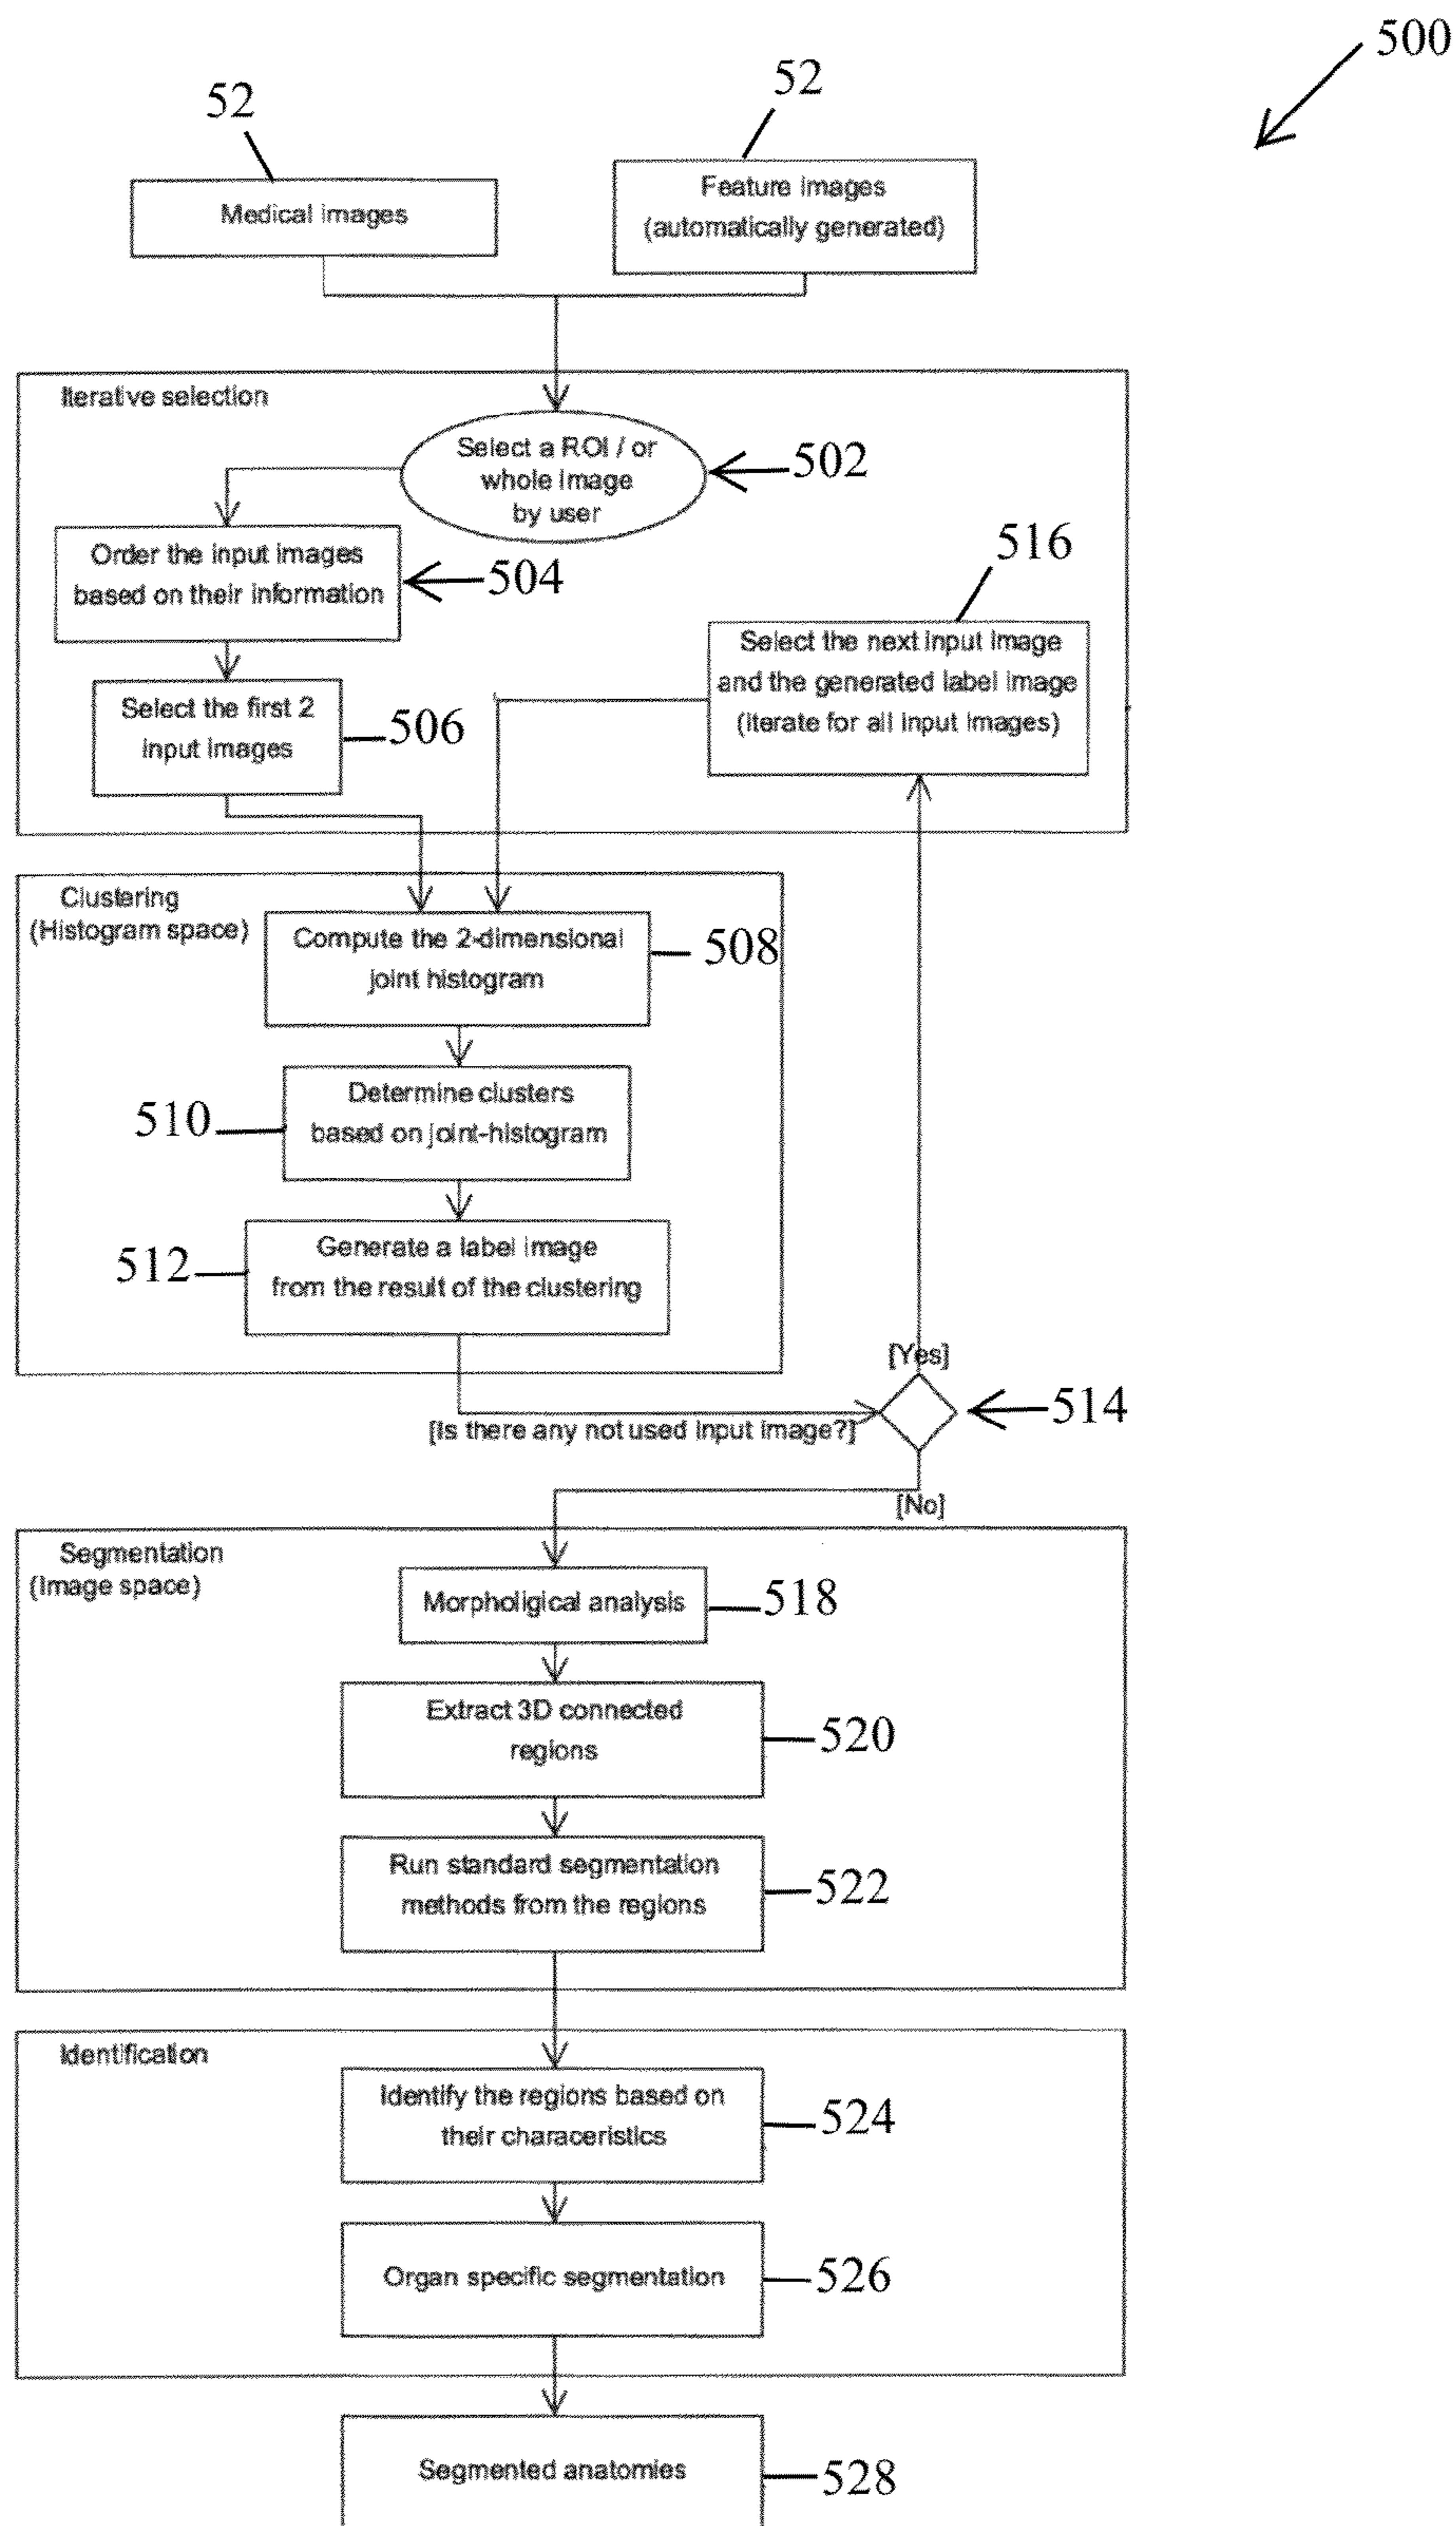 500
52
52
Medical images
Feature images
(automatically generated)
Iterative selection
Select a ROI / or
whole image
by user
502
Order the input images
based on their information
504
516
Select the next input image
and the generated label image
(iterate for all input images)
Select the first 2
input images
506
Clustering
(Histogram space)
Compute the 2-dimensional
joint histogram
508
Determine clusters
based on joint-histogram
510
Generate a label image
from the result of the clustering
512
[Yes]
514
[Is there any not used input image?]
[No]
Segmentation
(Image space)
Morphologial analysis
518
Extract 3D connected
regions
520
Run standard segmentation
methods from the regions
522
Identification
Identify the regions based on
their characeristics
524
Organ specific segmentation
526
Segmented anatomies
528